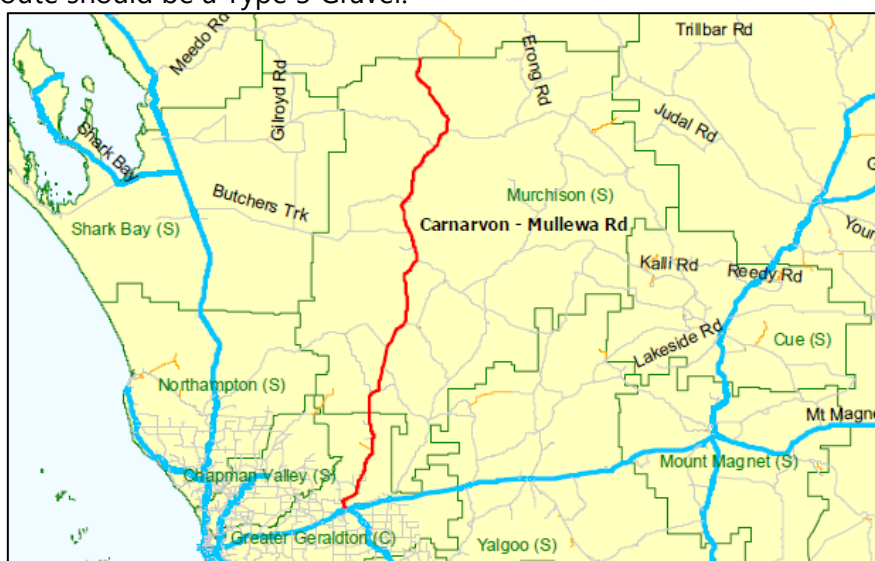 oute should be a Type 5 Gravel.
Trillbar Rd
Meedo Rd
Erong Rd
Gilroyd Rd
Judal Rd
Shark Bay
Butchers Trk
Murchison (S)
Shark Bay (S)
Carnarvon - Mullewa Rd
Youn
Kalli Rd
Reedy Rd
Lakeside Rd
Cue (S)
Northampton (S)
Mt Magne
Chapman Valley (S)
Mount Magnet (S)
Greater Geraldton (C)
Yalgoo (S)